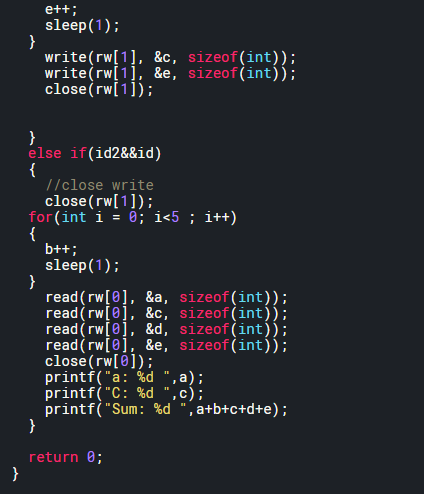 e++;
sleep(1);
}
write(rw[1], &c, sizeof(int));
write(rw[1], &e, sizeof(int));
close(rw[1]);
}
else if(id2&&id)
{
//close write
close(rw[1]);
for(int i = 0; i<5 ; i++)
{
b++;
sleep(1);
}
read(rw[0], &a, sizeof(int));
read(rw[0], &c, sizeof(int));
read(rw[0], &d, sizeof(int));
read(rw[0], &e, sizeof(int));
close(rw[0]);
printf("a: %d ",a);
printf("C: %d ",c);
printf("Sum: %d ",a+b+c+d+e);
}
return 0;
}